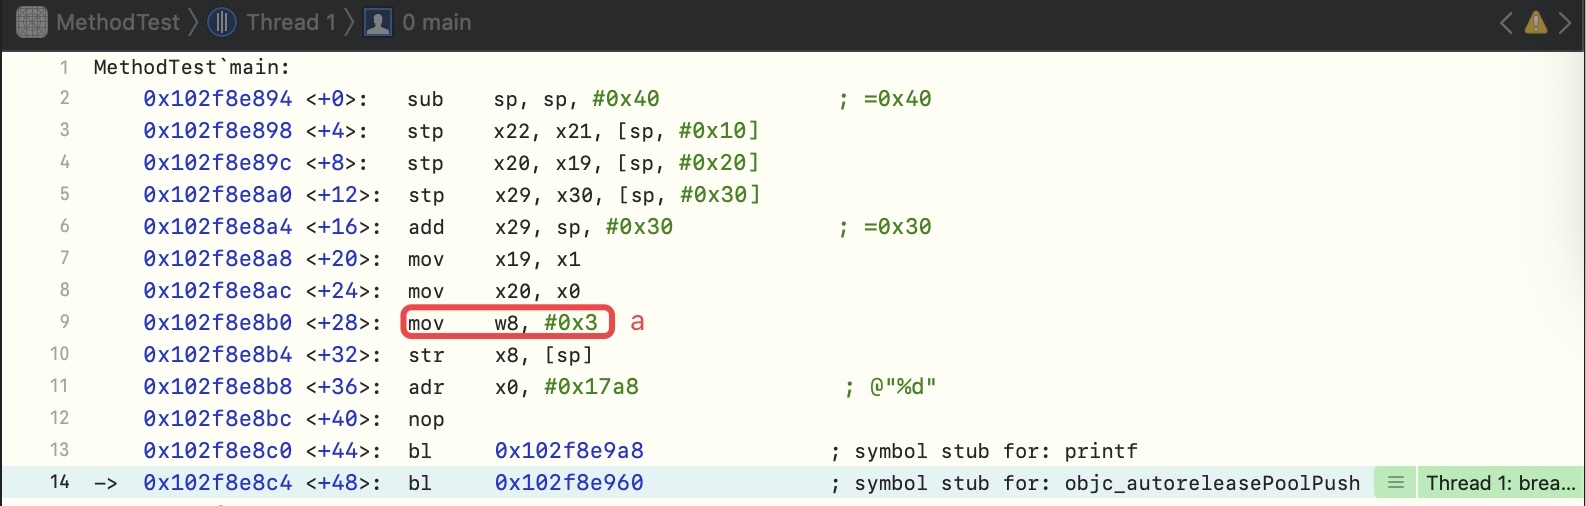 MethodTest Thread 1 0 main
1 MethodTest`main:
2 0x102f8e894 <+0>: sub sp, sp, #0x40 ; =0x40
3 0x102f8e898 <+4>: stp x22, x21, [sp, #0x10]
4 0x102f8e89c <+8>: stp x20, x19, [sp, #0x20]
5 0x102f8e8a0 <+12>: stp x29, x30, [sp, #0x30]
6 0x102f8e8a4 <+16>: add x29, sp, #0x30 ; =0x30
7 0x102f8e8a8 <+20>: mov x19, x1
8 0x102f8e8ac <+24>: mov x20, x0
9 0x102f8e8b0 <+28>: mov w8, #0x3 a
10 0x102f8e8b4 <+32>: str x8, [sp]
11 0x102f8e8b8 <+36>: adr x0, #0x17a8 ; @"%d"
12 0x102f8e8bc <+40>: nop
13 0x102f8e8c0 <+44>: bl 0x102f8e9a8 ; symbol stub for: printf
14 -> 0x102f8e8c4 <+48>: bl 0x102f8e960 ; symbol stub for: objc_autoreleasePoolPush Thread 1: brea...